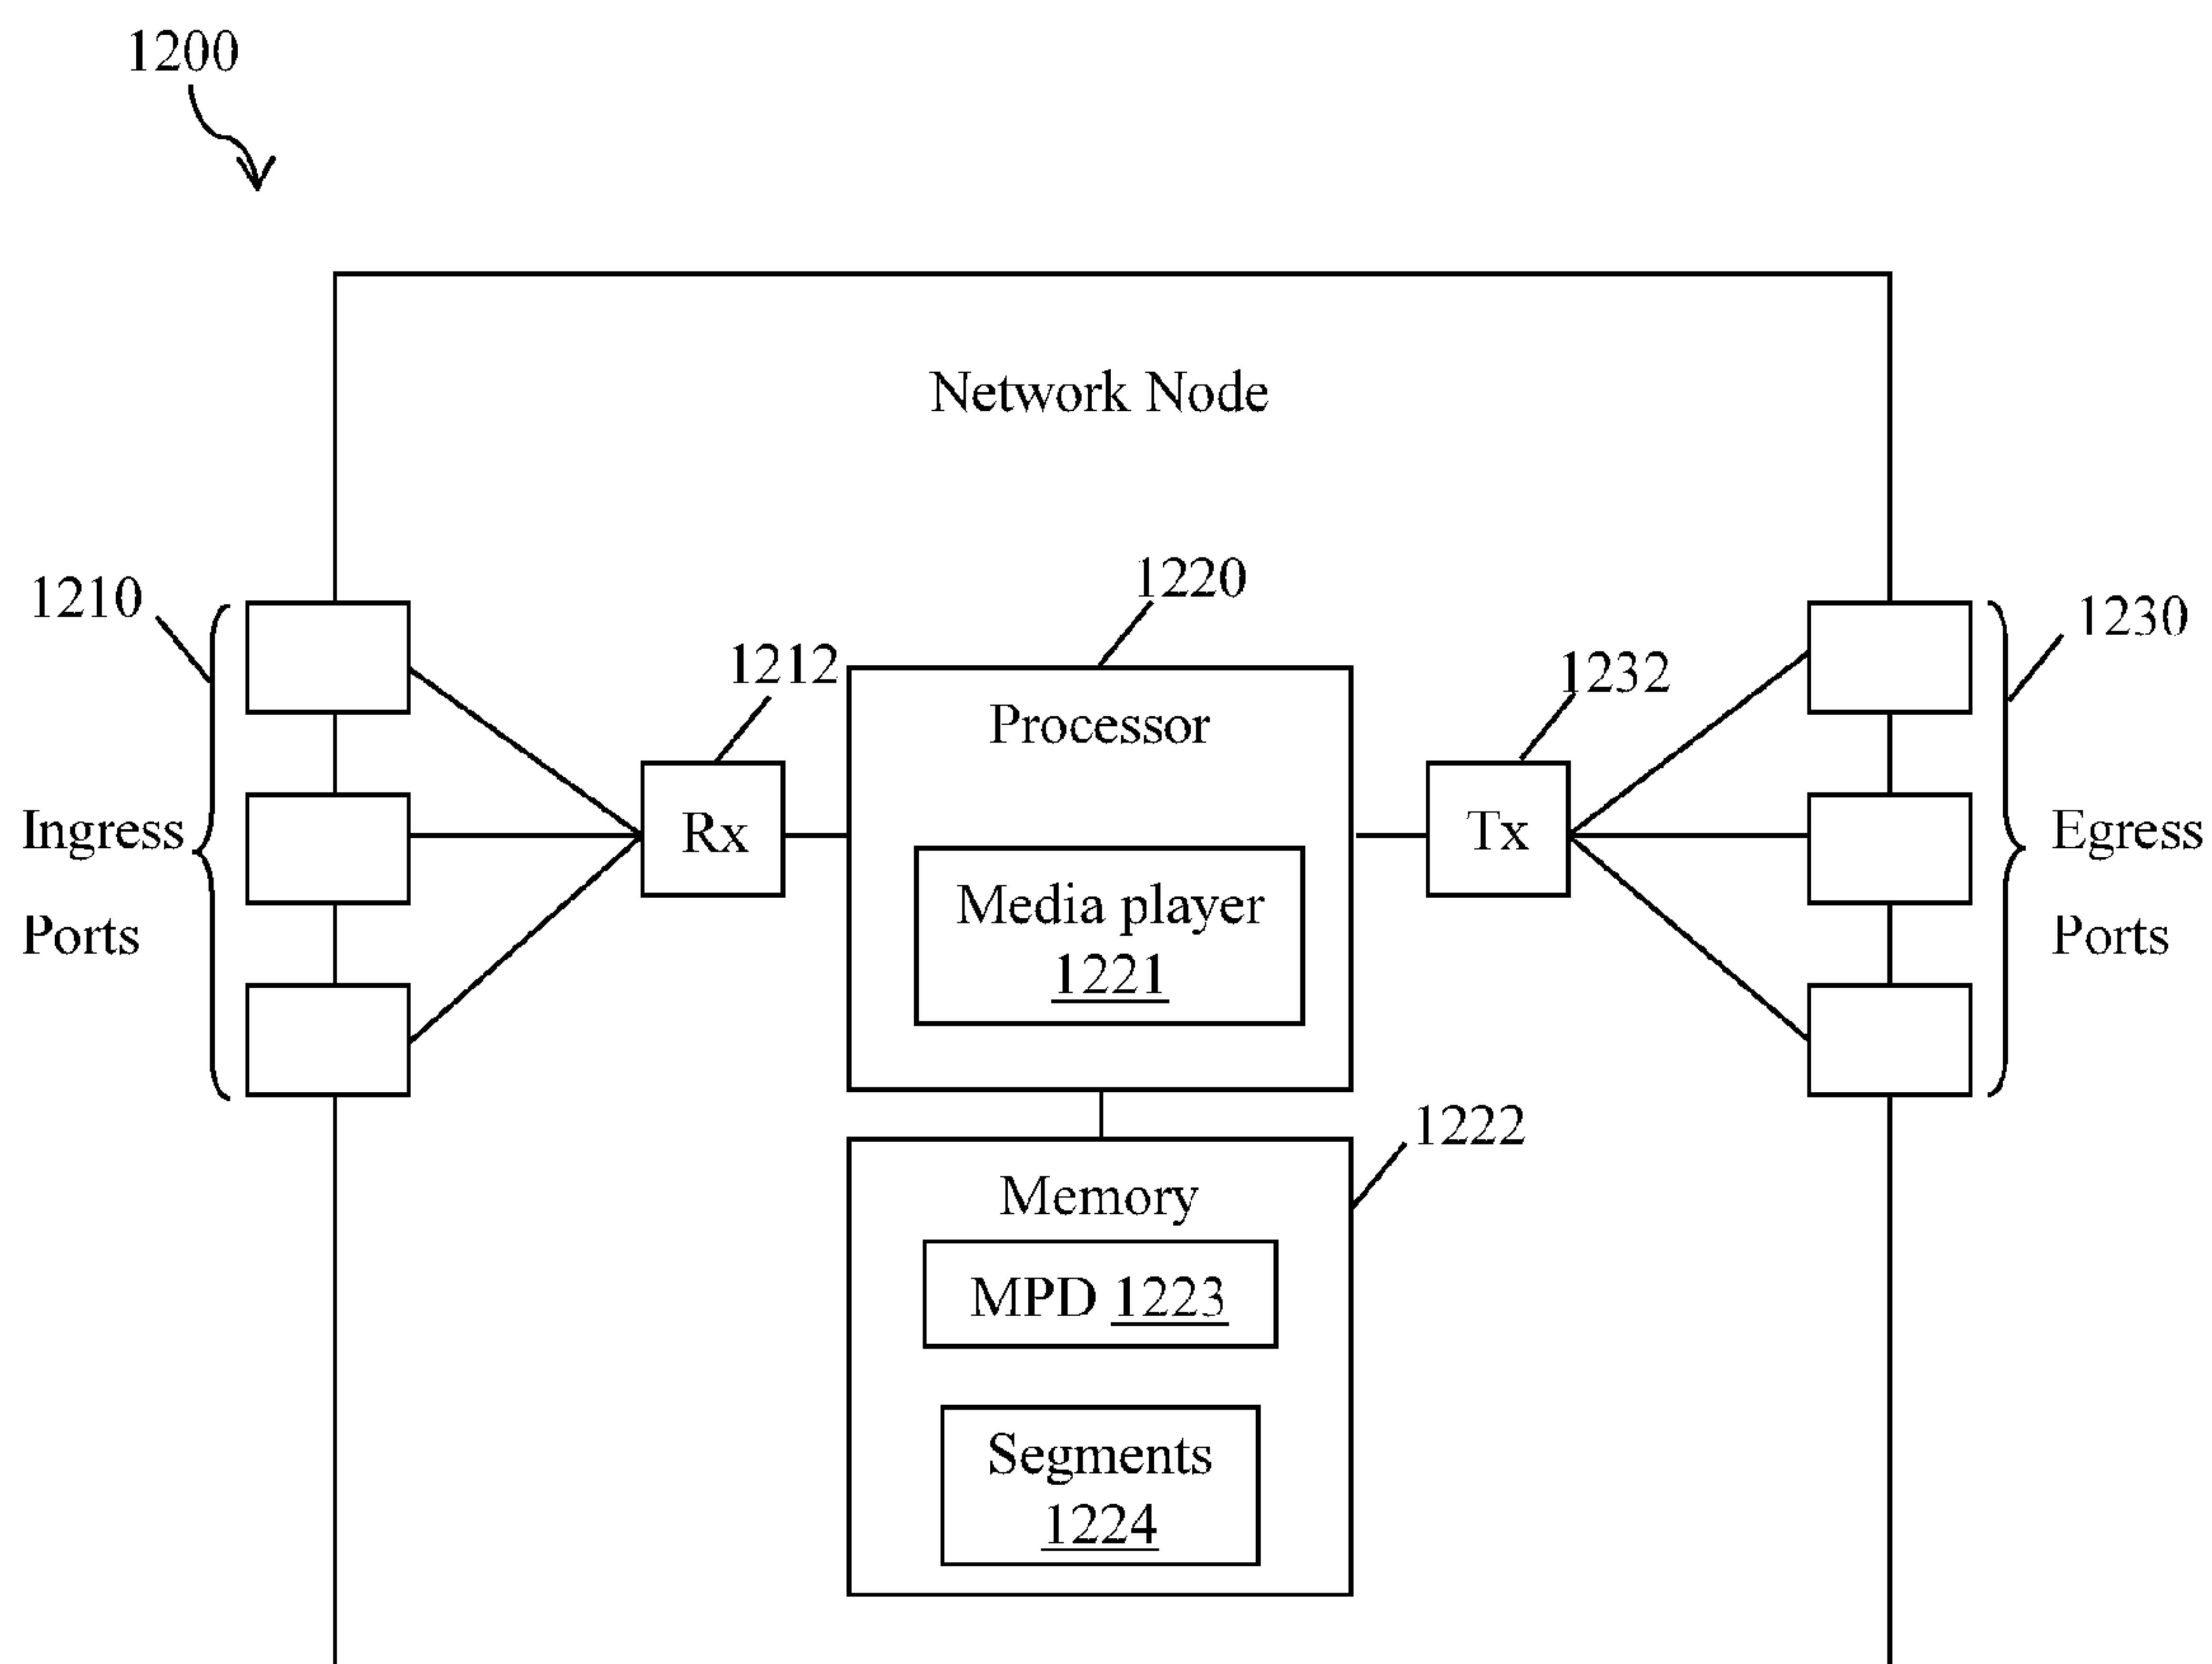 1200
Network Node
1210
1220
1230
1212
1232
Processor
Ingress
Ports
Rx
Media player
1221
Tx
Egress
Ports
1222
Memory
MPD 1223
Segments
1224